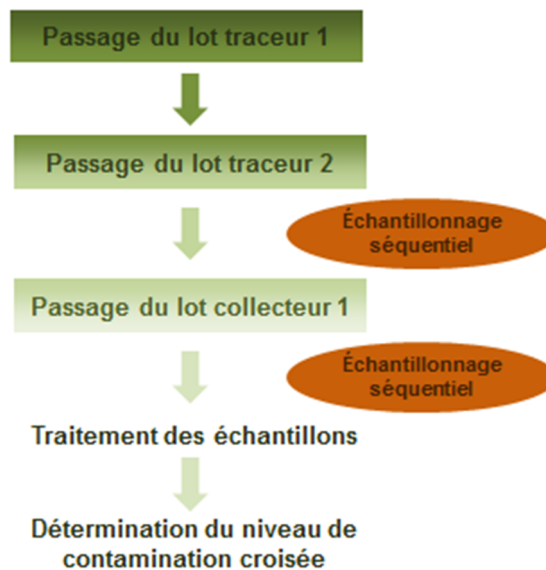 Passage du lot traceur 1
Passage du lot traceur 2
Échantillonnage
séquentiel
Passage du lot collecteur 1
Échantillonnage
séquentiel
Traitement des échantillons
Détermination du niveau de
contamination croisée